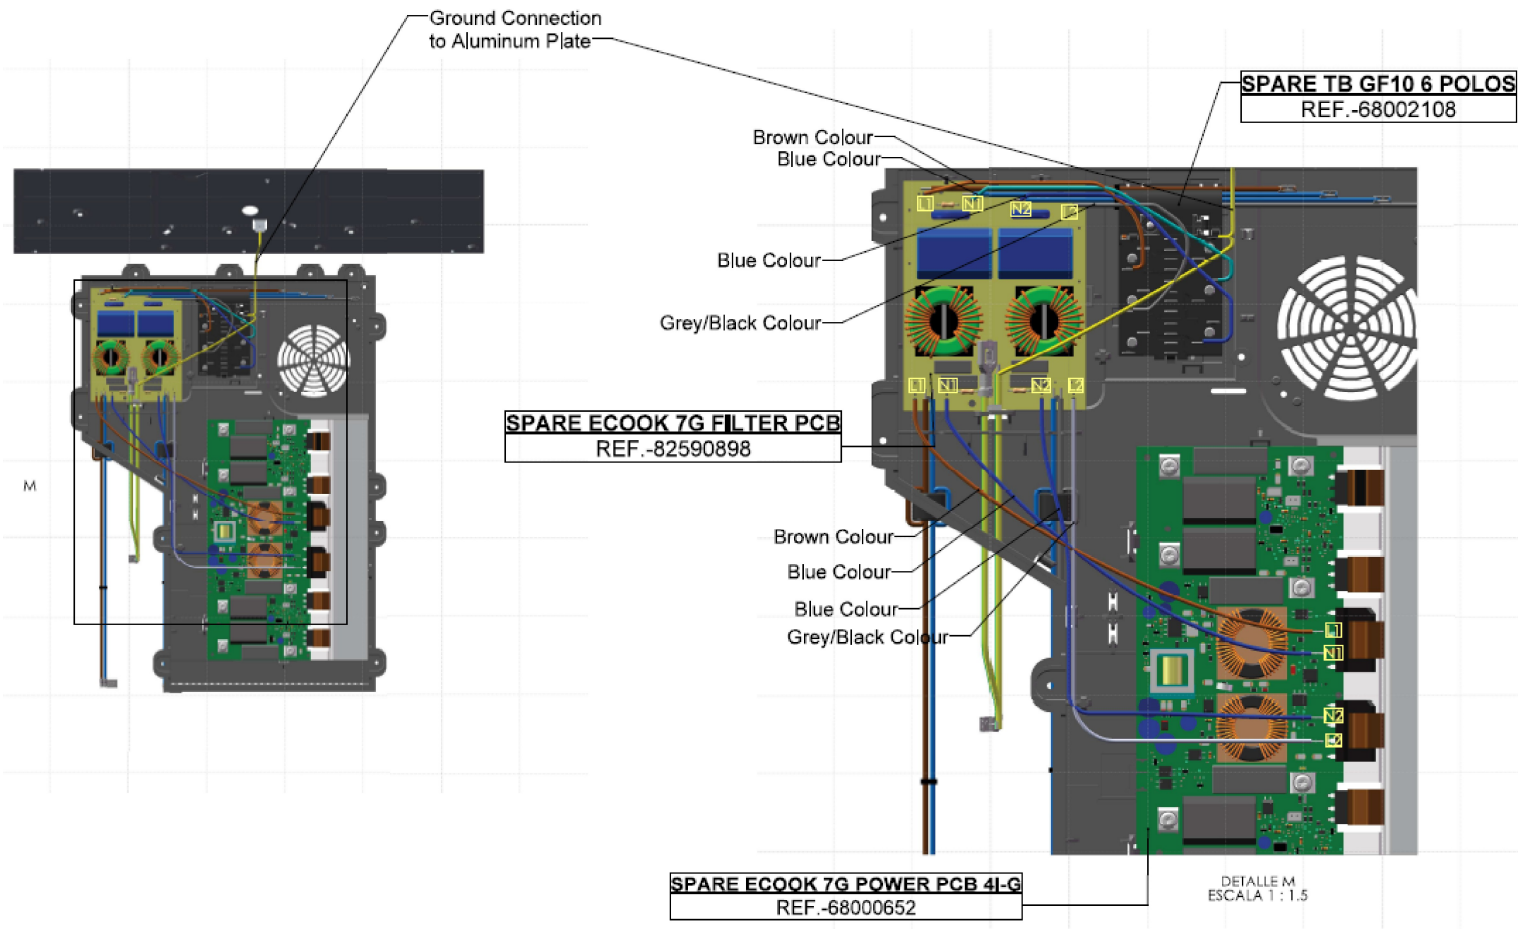 Ground Connection
to Aluminum Plate
SPARE TB GF10 6 POLOS
REF.-68002108
Brown Colour
Blue Colour
L1
N1
N2
L2
Blue Colour
Grey/Black Colour
L1
N1
N2
L2
SPARE ECOOK 7G FILTER PCB
REF.-82590898
M
Brown Colour
Blue Colour
Blue Colour
Grey/Black Colour
L1
N1
N2
L2
SPARE ECOOK 7G POWER PCB 4I-G
REF.-68000652
DETALLE M
ESCALA 1 : 1.5